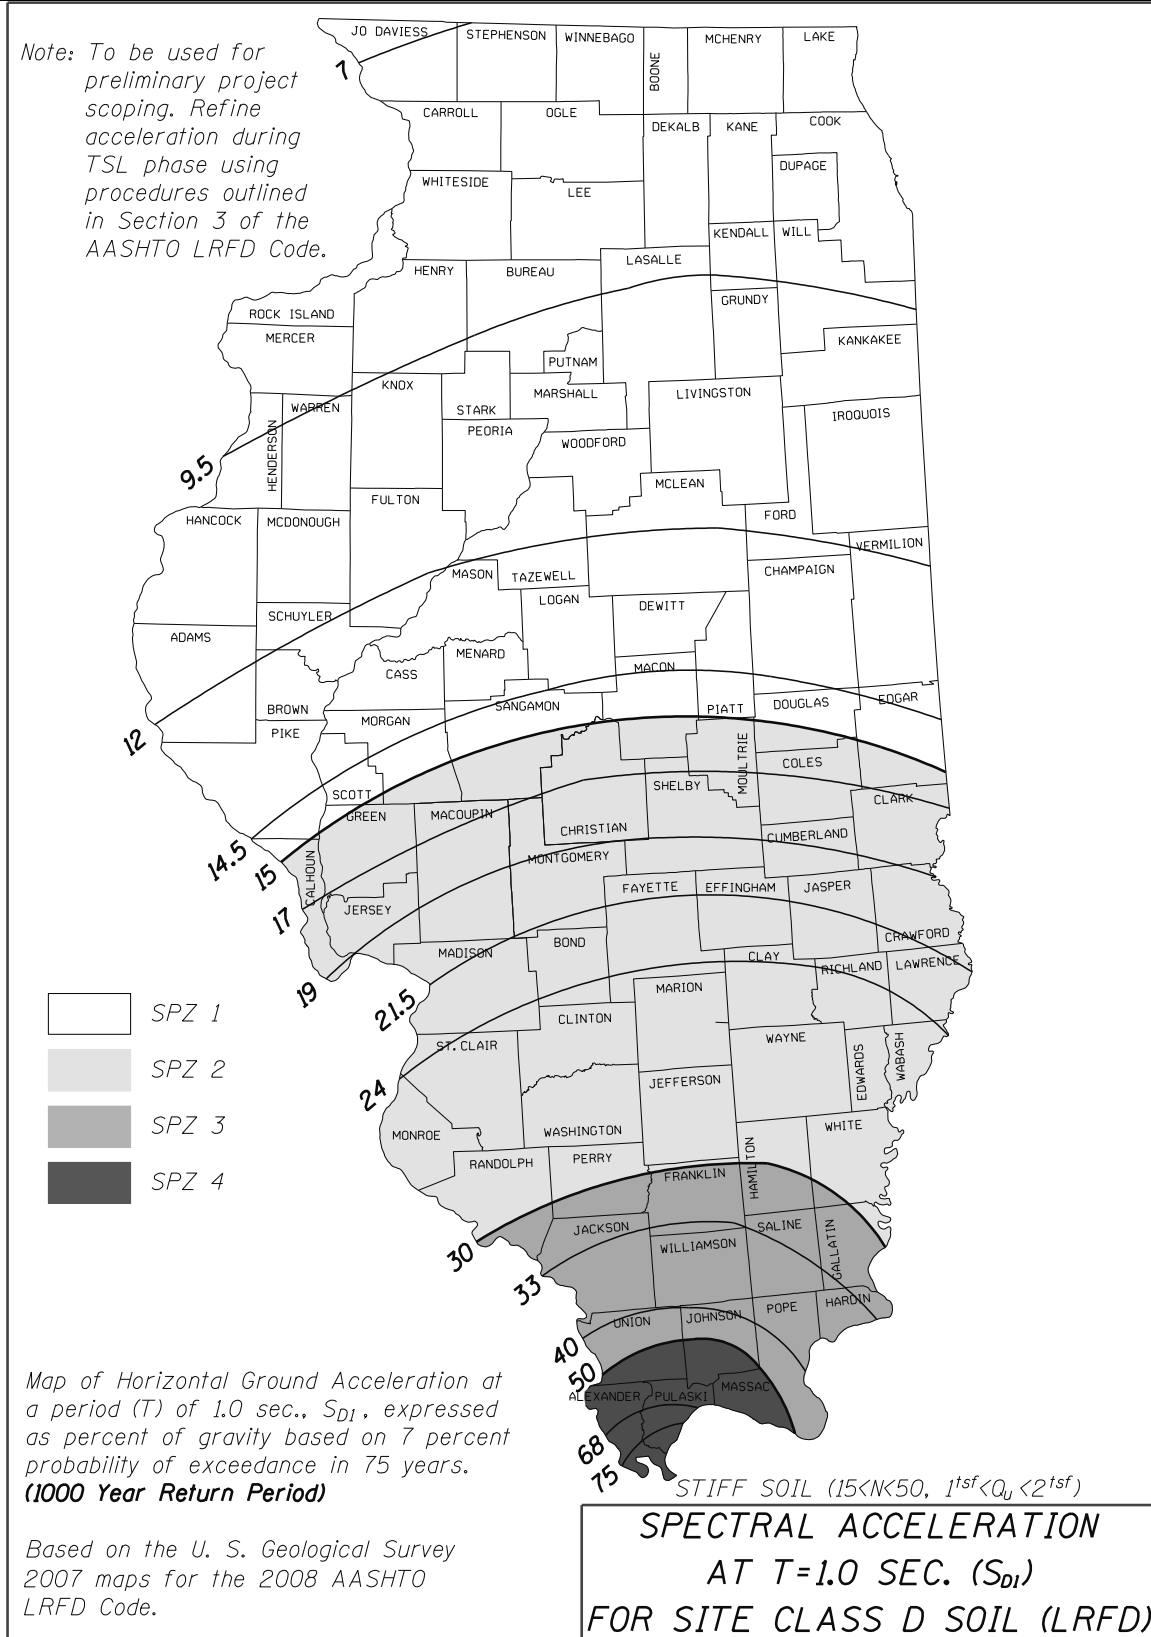 Note: To be used for
preliminary project
scoping. Refine
acceleration during
TSL phase using
procedures outlined
in Section 3 of the
AASHTO LRFD Code.
JO DAVIESS
STEPHENSON
WINNEBAGO
BOONE
MCHENRY
LAKE
7
CARROLL
OGLE
DEKALB
KANE
COOK
DUPAGE
WHITESIDE
LEE
KENDALL
WILL
HENRY
BUREAU
LASALLE
GRUNDY
ROCK ISLAND
MERCER
KANKAKEE
PUTNAM
KNOX
STARK
MARSHALL
LIVINGSTON
HENDERSON
WARREN
PEORIA
IROQUOIS
WOODFORD
9.5
MCLEAN
FULTON
HANCOCK
MCDONOUGH
FORD
VERMILION
MASON
TAZEWELL
CHAMPAIGN
LOGAN
DEWITT
SCHUYLER
ADAMS
MENARD
CASS
MACON
BROWN
MORGAN
SANGAMON
PIATT
DOUGLAS
EDGAR
12
PIKE
MOULTRIE
COLES
SCOTT
SHELBY
CLARK
GREEN
MACOUPIN
CHRISTIAN
CUMBERLAND
14.5
15
CALHOUN
MONTGOMERY
FAYETTE
EFFINGHAM
JASPER
17
JERSEY
CRAWFORD
MADISON
BOND
CLAY
RICHLAND
LAWRENCE
19
21.5
MARION
SPZ 1
CLINTON
ST. CLAIR
WAYNE
EDWARDS
WABASH
SPZ 2
24
JEFFERSON
SPZ 3
MONROE
WASHINGTON
WHITE
RANDOLPH
PERRY
FRANKLIN
HAMILTON
SPZ 4
JACKSON
SALINE
GALLATIN
30
WILLIAMSON
33
UNION
JOHNSON
POPE
HARDIN
40
50
ALEXANDER
PULASKI
MASSAC
68
75
Map of Horizontal Ground Acceleration at
a period (T) of 1.0 sec., SD1, expressed
as percent of gravity based on 7 percent
probability of exceedance in 75 years.
(1000 Year Return Period)
Based on the U. S. Geological Survey
2007 maps for the 2008 AASHTO
LRFD Code.
STIFF SOIL (15<N<50, 1tsf<Qu<2tsf)
SPECTRAL ACCELERATION
AT T=1.0 SEC. (SD1)
FOR SITE CLASS D SOIL (LRFD)